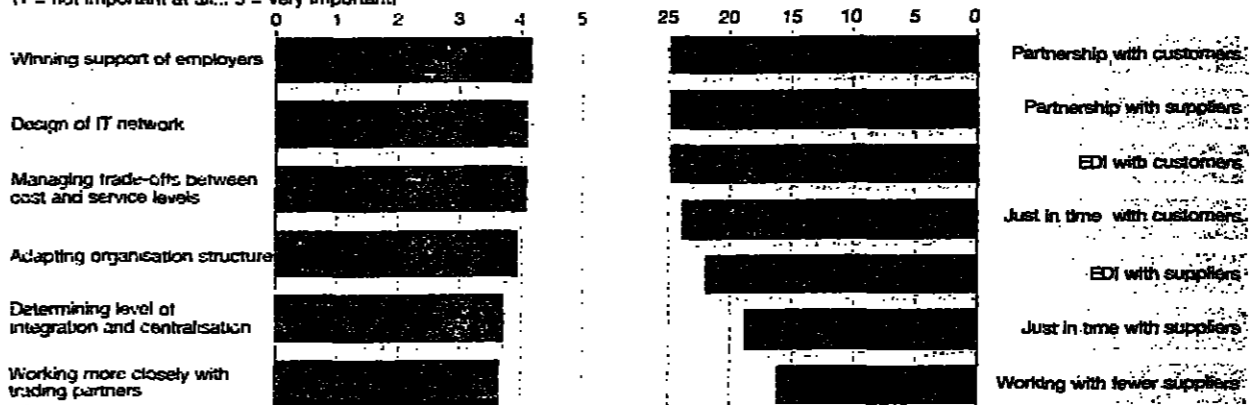 (1 = not important at all... 5 = very important)
0 1 2 3 4 5
Winning support of employers
Design of IT network
Managing trade-offs between
cost and service levels
Adapting organisation structure
Determining level of
integration and centralisation
Working more closely with
trading partners
25 20 15 10 5 0
Partnership with customers
Partnership with suppliers
EDI with customers
Just in time with customers
EDI with suppliers
Just in time with suppliers
Working with fewer suppliers